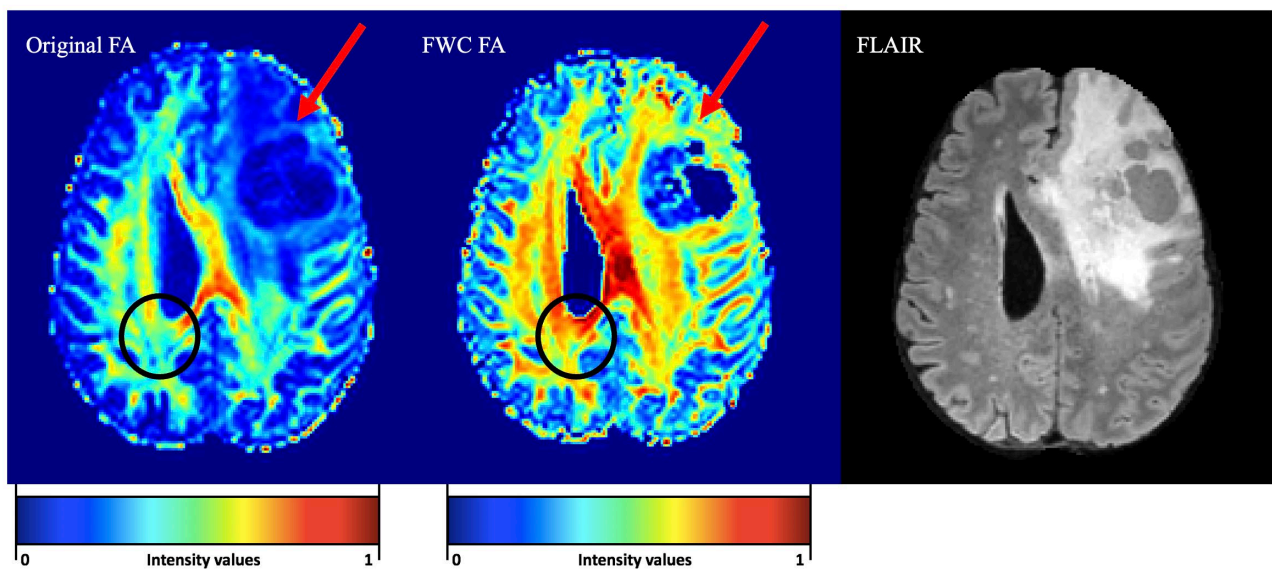 Original FA
FWC FA
FLAIR
0 Intensity values 1
0 Intensity values 1